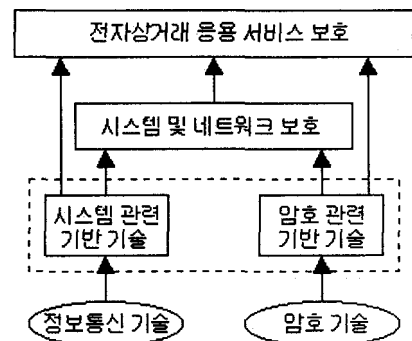 전자상거래 응용 서비스 보호
시스템 및 네트워크 보호
시스템 관련
기반 기술
암호 관련
기반 기술
정보통신 기술
암호 기술